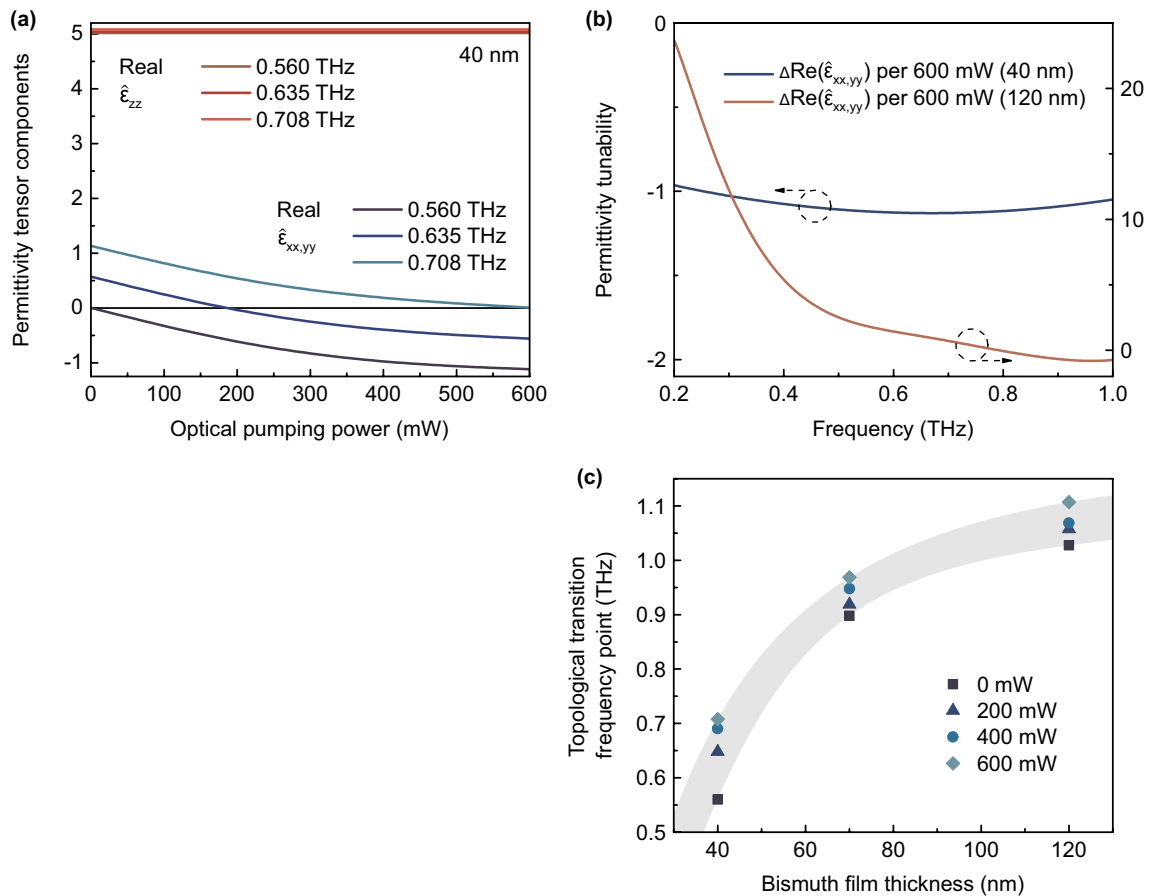 (a)
Permittivity tensor components
5
4
3
2
1
0
-1
40 nm
Real
ε̂zz
0.560 THz
0.635 THz
0.708 THz
Real
ε̂xx,yy
0.560 THz
0.635 THz
0.708 THz
0 100 200 300 400 500 600
Optical pumping power (mW)
(b)
Permittivity tunability
0
-1
-2
ΔRe(ε̂xx,yy) per 600 mW (40 nm)
ΔRe(ε̂xx,yy) per 600 mW (120 nm)
20
10
0
0.2 0.4 0.6 0.8 1.0
Frequency (THz)
(c)
Topological transition
frequency point (THz)
1.1
1.0
0.9
0.8
0.7
0.6
0.5
0 mW
200 mW
400 mW
600 mW
40 60 80 100 120
Bismuth film thickness (nm)